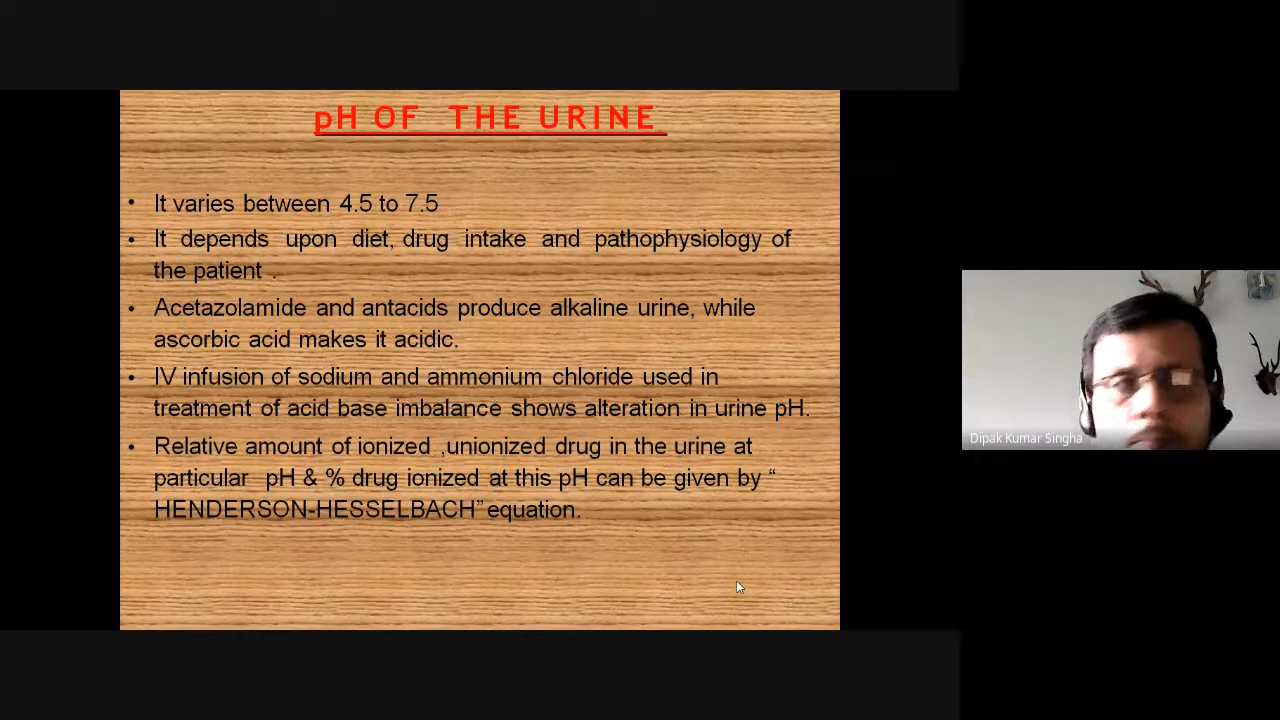 pH OF THE URINE
• It varies between 4.5 to 7.5
• It depends upon diet, drug intake and pathophysiology of
the patient .
• Acetazolamide and antacids produce alkaline urine, while
ascorbic acid makes it acidic.
• IV infusion of sodium and ammonium chloride used in
treatment of acid base imbalance shows alteration in urine pH.
• Relative amount of ionized ,unionized drug in the urine at
particular pH & % drug ionized at this pH can be given by “
HENDERSON-HESSELBACH” equation.
Dipak Kumar Singha